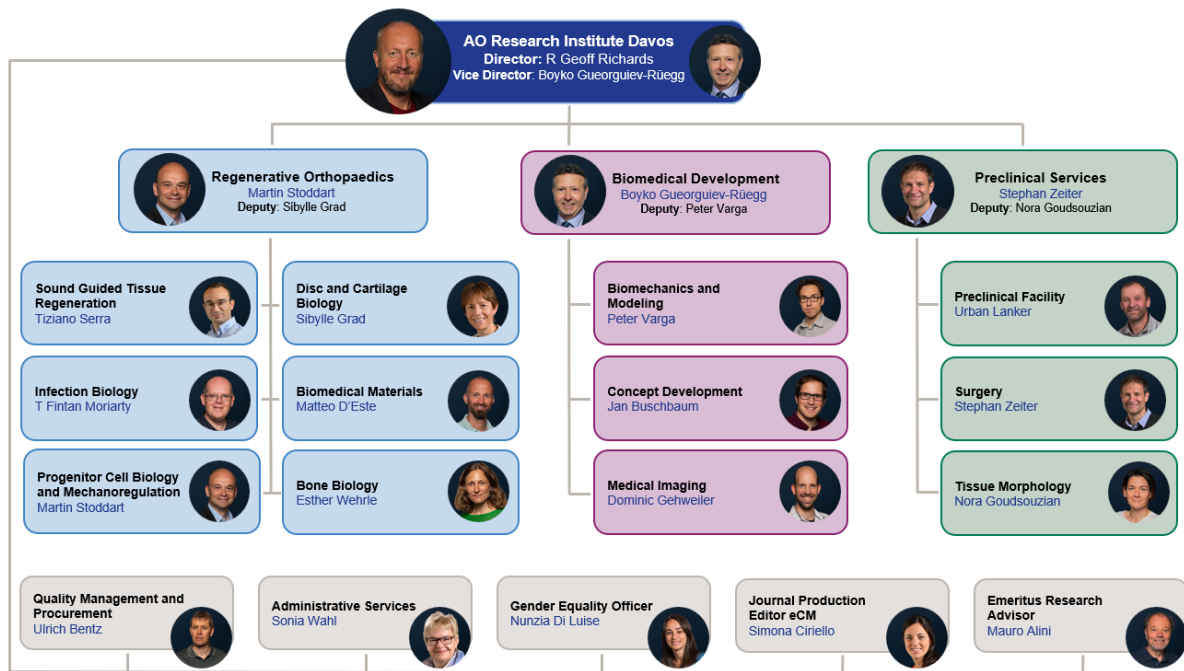 AO Research Institute Davos
Director: R Geoff Richards
Vice Director: Boyko Gueorguiev-Rüegg
Regenerative Orthopaedics
Martin Stoddart
Deputy: Sibylle Grad
Biomedical Development
Boyko Gueorguiev-Rüegg
Deputy: Peter Varga
Preclinical Services
Stephan Zeiter
Deputy: Nora Goudsouzian
Sound Guided Tissue
Regeneration
Tiziano Serra
Disc and Cartilage
Biology
Sibylle Grad
Biomechanics and
Modeling
Peter Varga
Preclinical Facility
Urban Lanker
Infection Biology
T Fintan Moriarty
Biomedical Materials
Matteo D'Este
Concept Development
Jan Buschbaum
Surgery
Stephan Zeiter
Progenitor Cell Biology
and Mechanoregulation
Martin Stoddart
Bone Biology
Esther Wehrle
Medical Imaging
Dominic Gehweiler
Tissue Morphology
Nora Goudsouzian
Quality Management and
Procurement
Ulrich Bentz
Administrative Services
Sonia Wahl
Gender Equality Officer
Nunzia Di Luise
Journal Production
Editor eCM
Simona Ciriello
Emeritus Research
Advisor
Mauro Alini